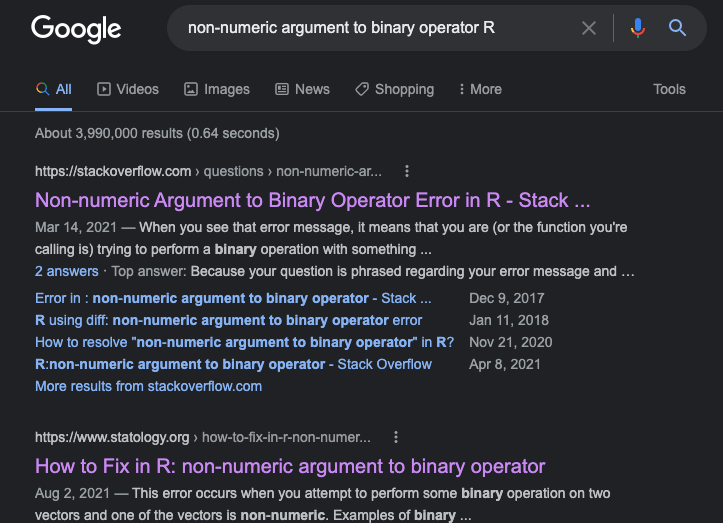 Google
non-numeric argument to binary operator R
All Videos Images News Shopping More Tools
About 3,990,000 results (0.64 seconds)
https://stackoverflow.com › questions › non-numeric-ar...
Non-numeric Argument to Binary Operator Error in R - Stack ...
Mar 14, 2021 — When you see that error message, it means that you are (or the function you're
calling is) trying to perform a binary operation with something ...
2 answers · Top answer: Because your question is phrased regarding your error message and …
Error in : non-numeric argument to binary operator - Stack ... Dec 9, 2017
R using diff: non-numeric argument to binary operator error Jan 11, 2018
How to resolve "non-numeric argument to binary operator" in R? Nov 21, 2020
R:non-numeric argument to binary operator - Stack Overflow Apr 8, 2021
More results from stackoverflow.com
https://www.statology.org › how-to-fix-in-r-non-numer...
How to Fix in R: non-numeric argument to binary operator
Aug 2, 2021 — This error occurs when you attempt to perform some binary operation on two
vectors and one of the vectors is non-numeric. Examples of binary ...